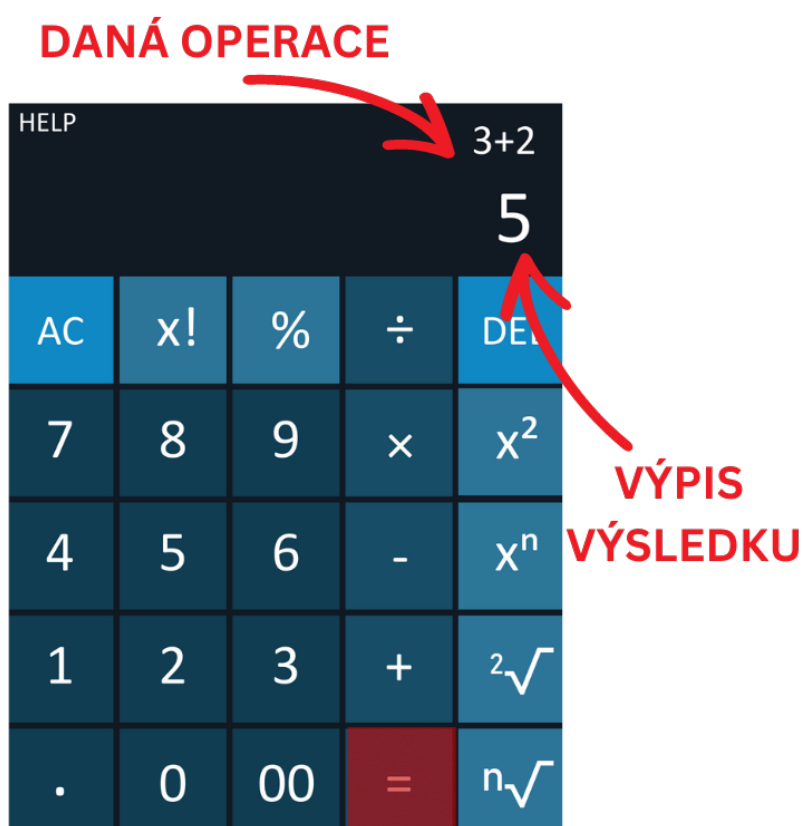 DANÁ OPERACE
HELP
3+2
5
AC x! % ÷ DEL
7 8 9 × x²
4 5 6 - xⁿ
VÝPIS
VÝSLEDKU
1 2 3 + ²√
. 0 00 = ⁿ√